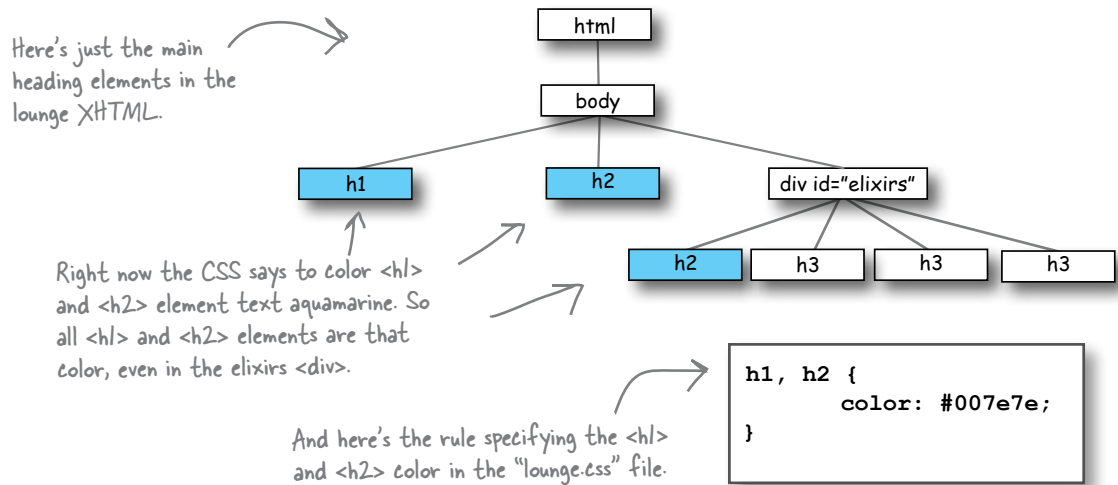 Here's just the main
heading elements in the
lounge XHTML.
html
body
h1
h2
div id="elixirs"
h2
h3
h3
h3
Right now the CSS says to color <h1>
and <h2> element text aquamarine. So
all <h1> and <h2> elements are that
color, even in the elixirs <div>.
h1, h2 {
color: #007e7e;
}
And here's the rule specifying the <h1>
and <h2> color in the "lounge.css" file.